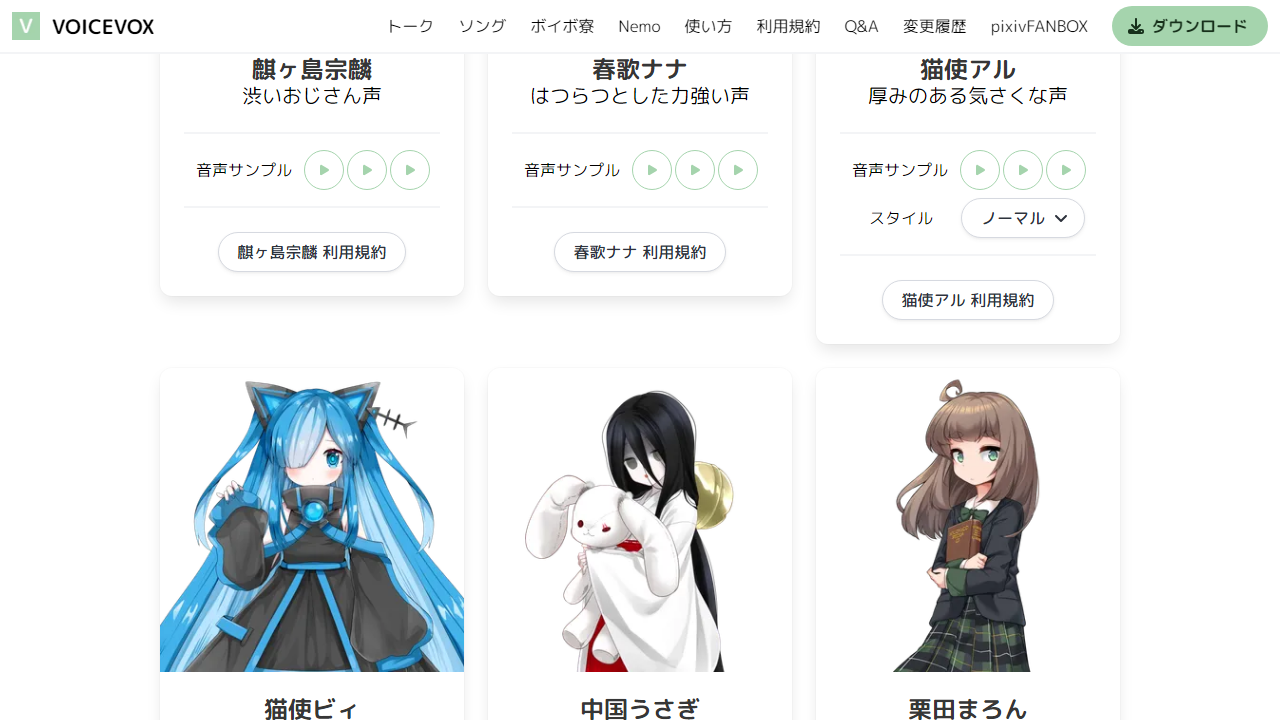 V VOICEVOX トーク ソング ボイボ寮 Nemo 使い方 利用規約 Q&A 変更履歴 pixivFANBOX ダウンロード
麒ヶ島宗麟
渋いおじさん声
音声サンプル
麒ヶ島宗麟 利用規約
春歌ナナ
はつらつとした力強い声
音声サンプル
春歌ナナ 利用規約
猫使アル
厚みのある気さくな声
音声サンプル
スタイル ノーマル
猫使アル 利用規約
猫使ビィ
中国うさぎ
栗田まろん